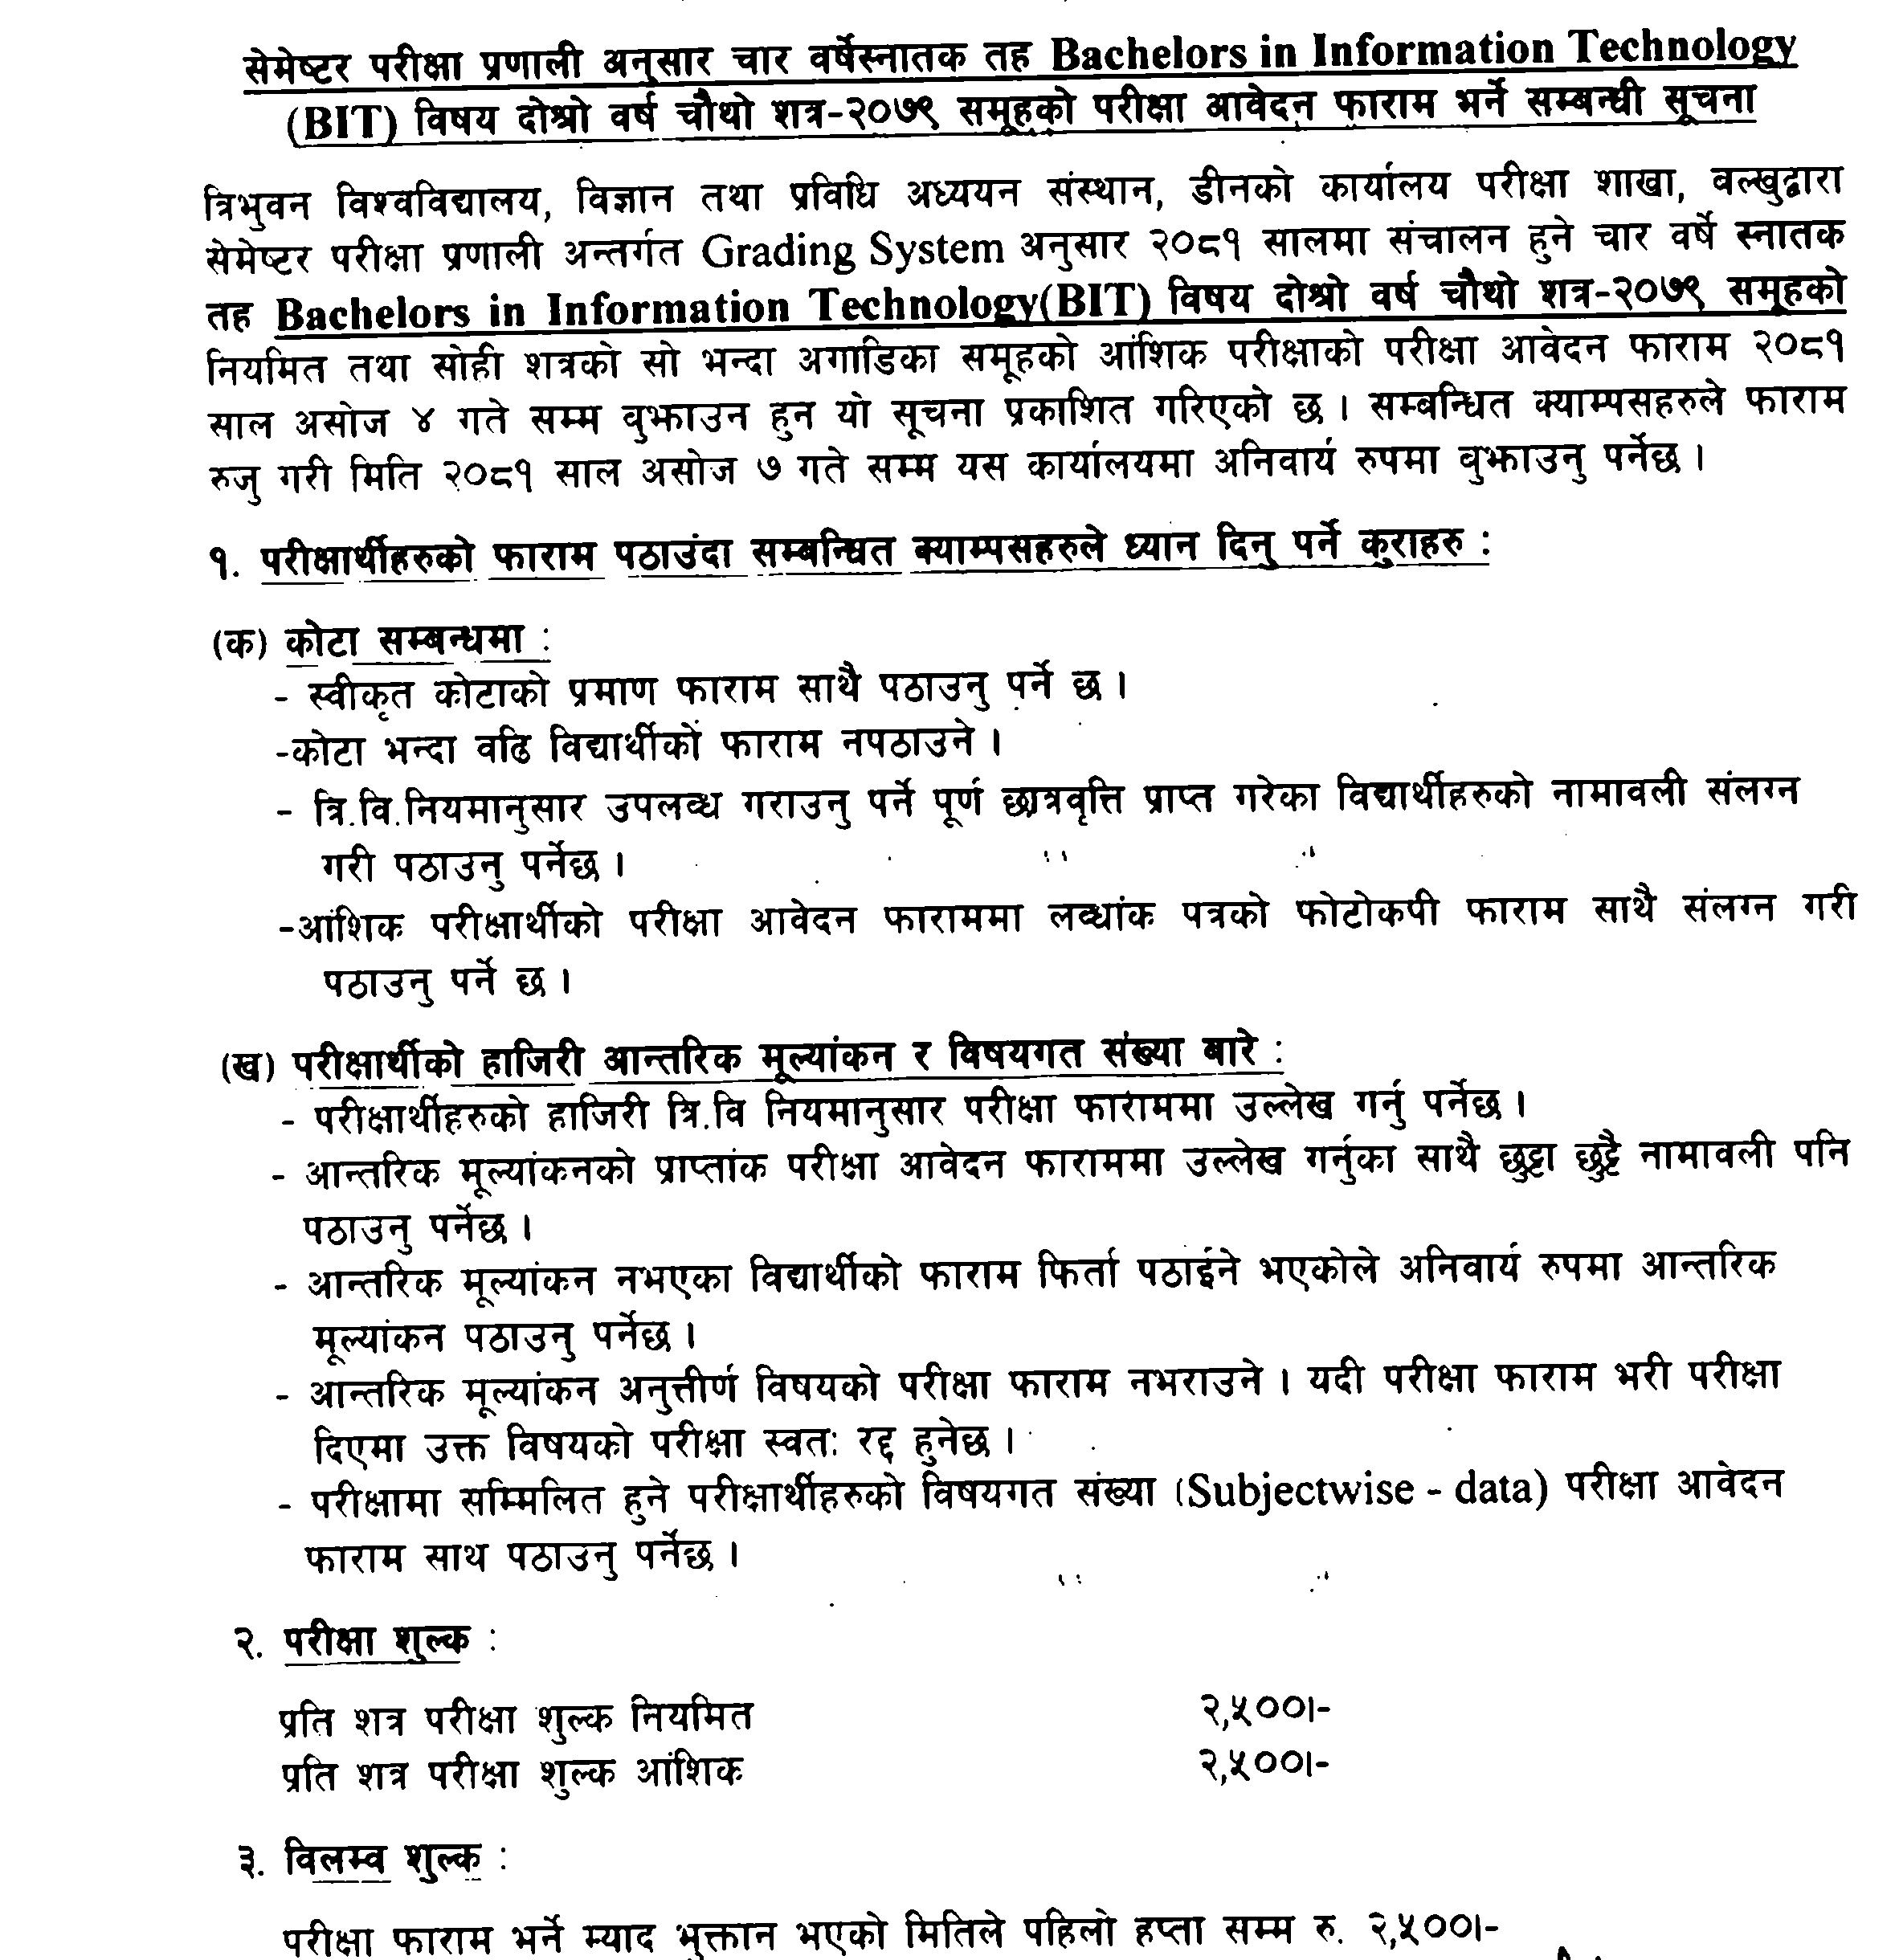 सेमेष्टर परीक्षा प्रणाली अनुसार चार वर्षेस्नातक तह Bachelors in Information Technology
(BIT) विषय दोश्रो वर्ष चौथो शत्र-२०७९ समूहको परीक्षा आवेदन फाराम भर्ने सम्बन्धी सूचना
त्रिभुवन विश्वविद्यालय, विज्ञान तथा प्रविधि अध्ययन संस्थान, डीनको कार्यालय परीक्षा शाखा, वल्खुद्वारा
सेमेष्टर परीक्षा प्रणाली अन्तर्गत Grading System अनुसार २०८१ सालमा संचालन हुने चार वर्षे स्नातक
तह Bachelors in Information Technology(BIT) विषय दोश्रो वर्ष चौथो शत्र-२०७९ समूहको
नियमित तथा सोही शत्रको सो भन्दा अगाडिका समूहको आंशिक परीक्षाको परीक्षा आवेदन फाराम २०८१
साल असोज ४ गते सम्म वुझाउन हुन यो सूचना प्रकाशित गरिएको छ । सम्बन्धित क्याम्पसहरुले फाराम
रुजु गरी मिति २०८१ साल असोज ७ गते सम्म यस कार्यालयमा अनिवार्य रुपमा वुझाउनु पर्नेछ ।
१. परीक्षार्थीहरुको फाराम पठाउंदा सम्बन्धित क्याम्पसहरुले ध्यान दिनु पर्ने कुराहरु :
(क) कोटा सम्बन्धमा :
- स्वीकृत कोटाको प्रमाण फाराम साथै पठाउनु पर्ने छ ।
-कोटा भन्दा वढि विद्यार्थीको फाराम नपठाउने ।
- त्रि.वि.नियमानुसार उपलव्ध गराउनु पर्ने पूर्ण छात्रवृत्ति प्राप्त गरेका विद्यार्थीहरुको नामावली संलग्न
गरी पठाउनु पर्नेछ ।
-आंशिक परीक्षार्थीको परीक्षा आवेदन फाराममा लव्धांक पत्रको फोटोकपी फाराम साथै संलग्न गरी
पठाउनु पर्ने छ ।
(ख) परीक्षार्थीको हाजिरी आन्तरिक मूल्यांकन र विषयगत संख्या बारे :
- परीक्षार्थीहरुको हाजिरी त्रि.वि नियमानुसार परीक्षा फाराममा उल्लेख गर्नु पर्नेछ ।
- आन्तरिक मूल्यांकनको प्राप्तांक परीक्षा आवेदन फाराममा उल्लेख गर्नुका साथै छुट्टा छुट्टै नामावली पनि
पठाउनु पर्नेछ ।
- आन्तरिक मूल्यांकन नभएका विद्यार्थीको फाराम फिर्ता पठाईने भएकोले अनिवार्य रुपमा आन्तरिक
मूल्यांकन पठाउनु पर्नेछ ।
- आन्तरिक मूल्यांकन अनुत्तीर्ण विषयको परीक्षा फाराम नभराउने । यदी परीक्षा फाराम भरी परीक्षा
दिएमा उक्त विषयको परीक्षा स्वतः रद्द हुनेछ ।
- परीक्षामा सम्मिलित हुने परीक्षार्थीहरुको विषयगत संख्या (Subjectwise - data) परीक्षा आवेदन
फाराम साथ पठाउनु पर्नेछ ।
२. परीक्षा शुल्क :
प्रति शत्र परीक्षा शुल्क नियमित २,५००।-
प्रति शत्र परीक्षा शुल्क आंशिक २,५००।-
३. विलम्व शुल्क :
परीक्षा फाराम भर्ने म्याद भुक्तान भएको मितिले पहिलो हप्ता सम्म रु. २,५००।-